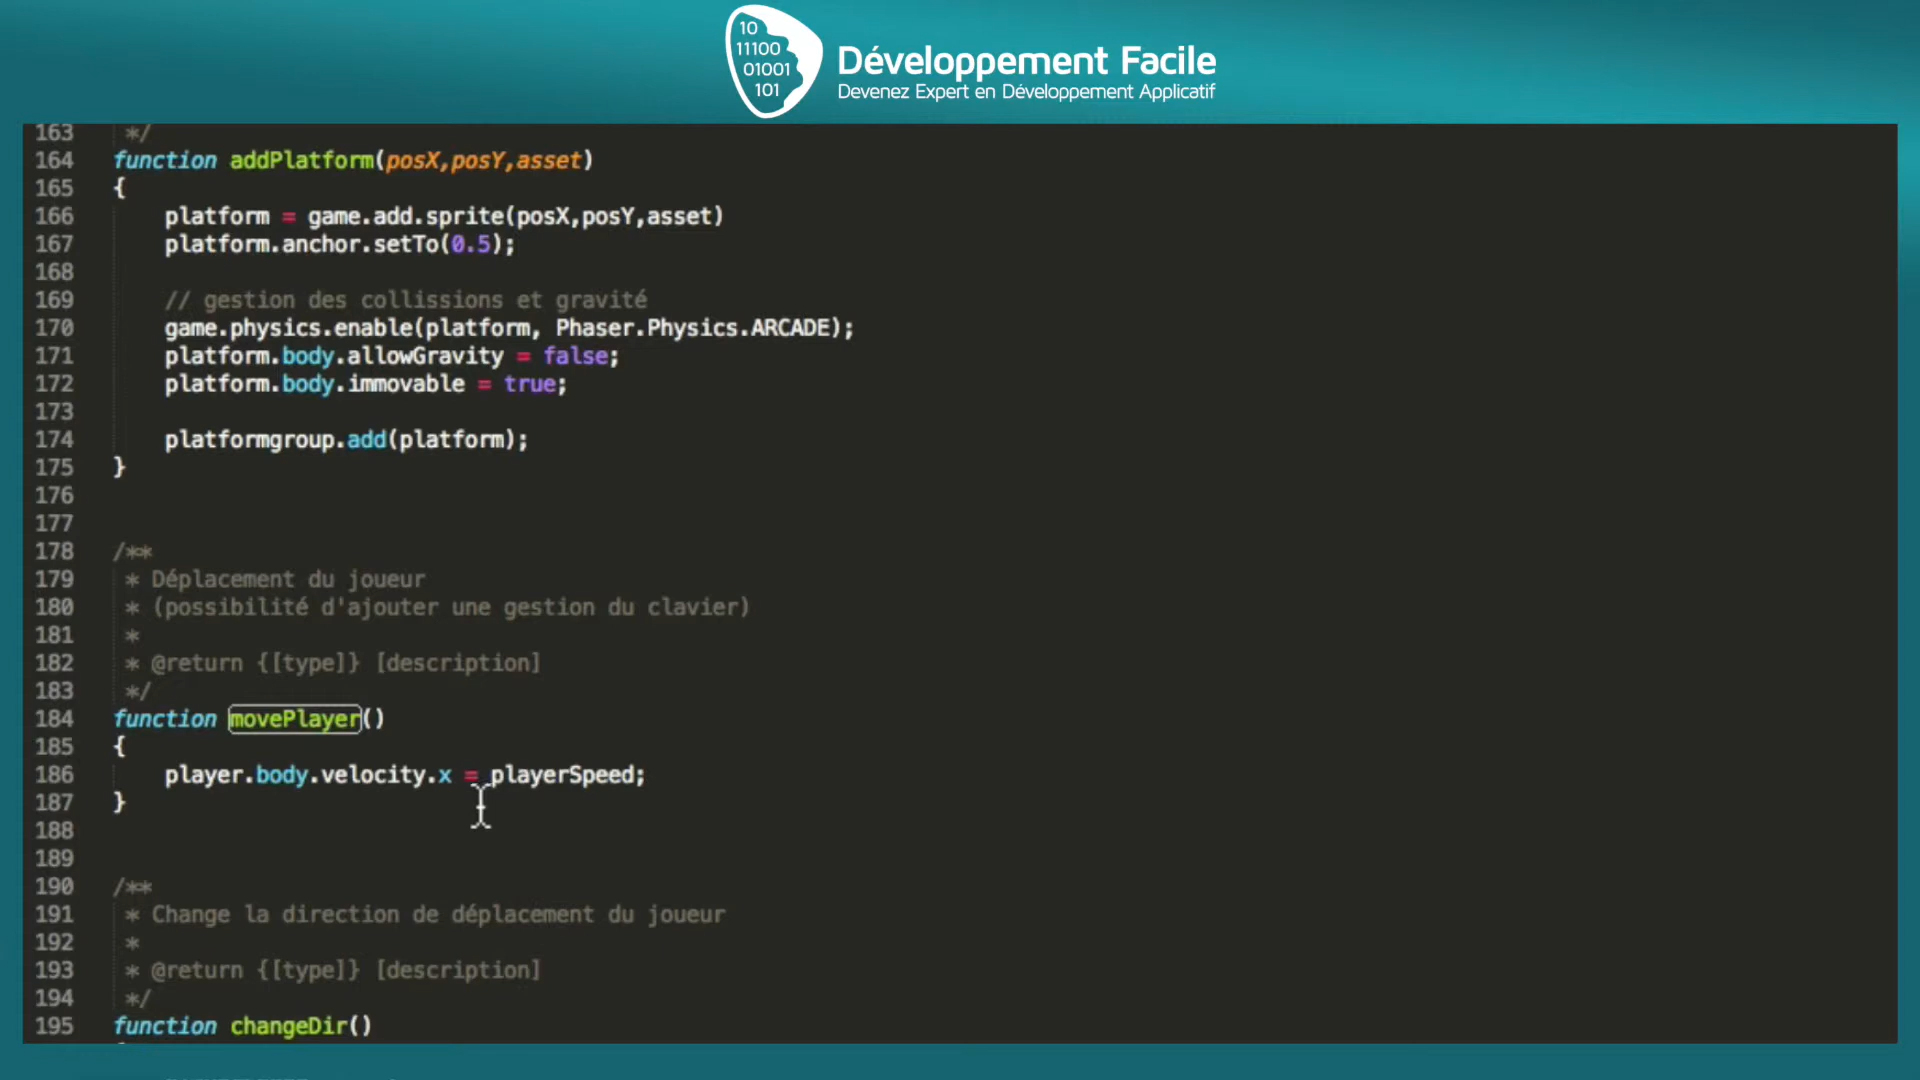 10
11100
01001
101
Développement Facile
Devenez Expert en Développement Applicatif
163 */
164 function addPlatform(posX,posY,asset)
165 {
166 platform = game.add.sprite(posX,posY,asset)
167 platform.anchor.setTo(0.5);
168
169 // gestion des collissions et gravité
170 game.physics.enable(platform, Phaser.Physics.ARCADE);
171 platform.body.allowGravity = false;
172 platform.body.immovable = true;
173
174 platformgroup.add(platform);
175 }
176
177
178 /**
179 * Déplacement du joueur
180 * (possibilité d'ajouter une gestion du clavier)
181 *
182 * @return {[type]} [description]
183 */
184 function movePlayer()
185 {
186 player.body.velocity.x = playerSpeed;
187 }
188
189
190 /**
191 * Change la direction de déplacement du joueur
192 *
193 * @return {[type]} [description]
194 */
195 function changeDir()